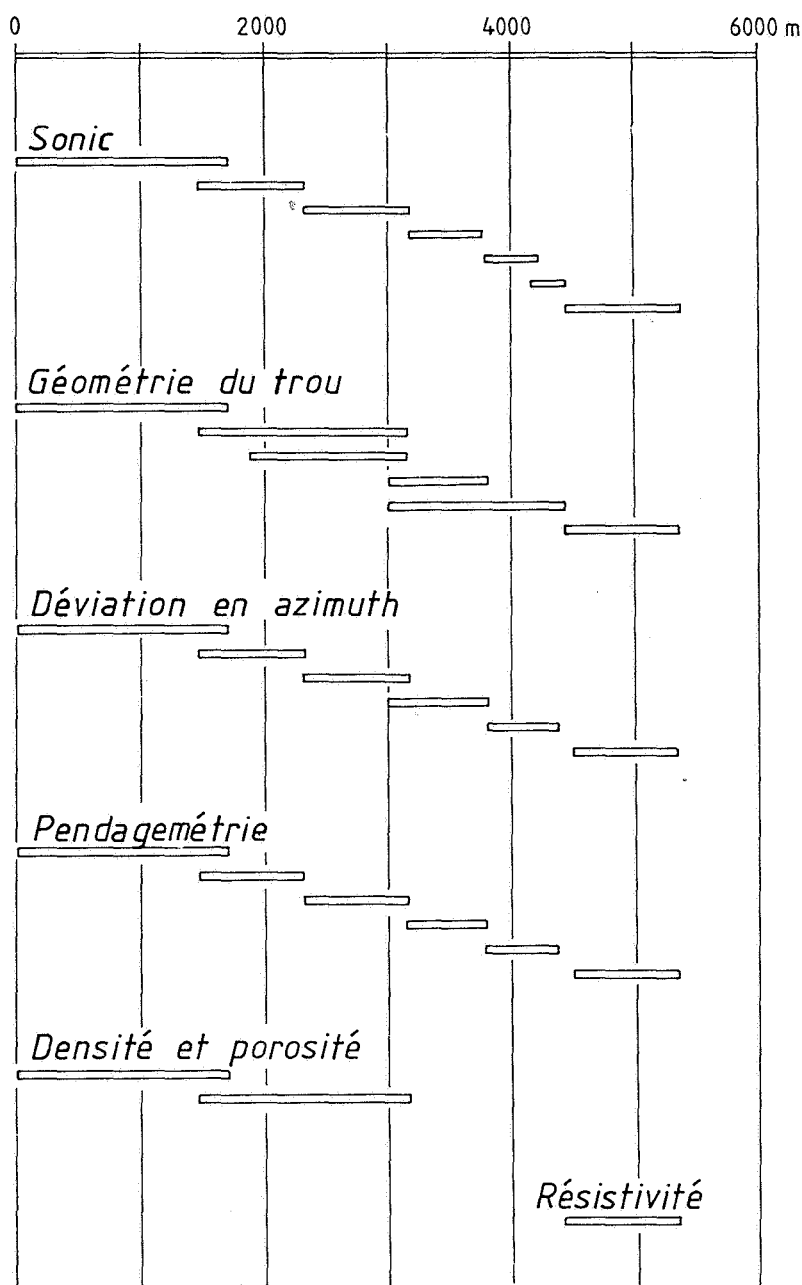 0 2000 4000 6000 m
Sonic
Géométrie du trou
Déviation en azimuth
Pendagemétrie
Densité et porosité
Résistivité